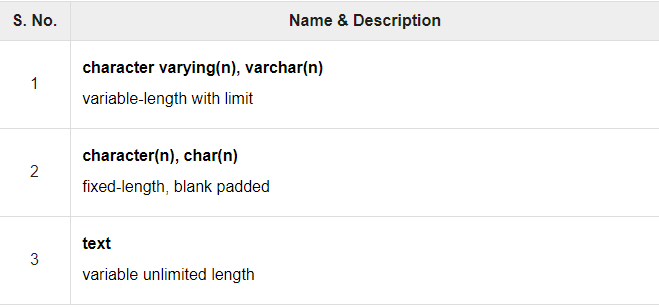 S. No. Name & Description
1
character varying(n), varchar(n)
variable-length with limit
2
character(n), char(n)
fixed-length, blank padded
3
text
variable unlimited length